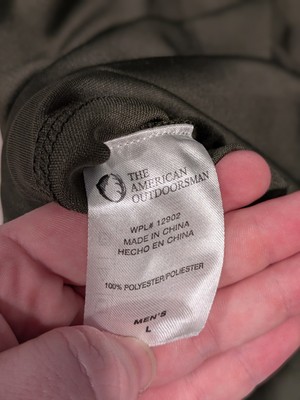 THE
AMERICAN
OUTDOORSMAN
WPL# 12902
MADE IN CHINA
HECHO EN CHINA
100% POLYESTER/POLIESTER
MEN'S
L